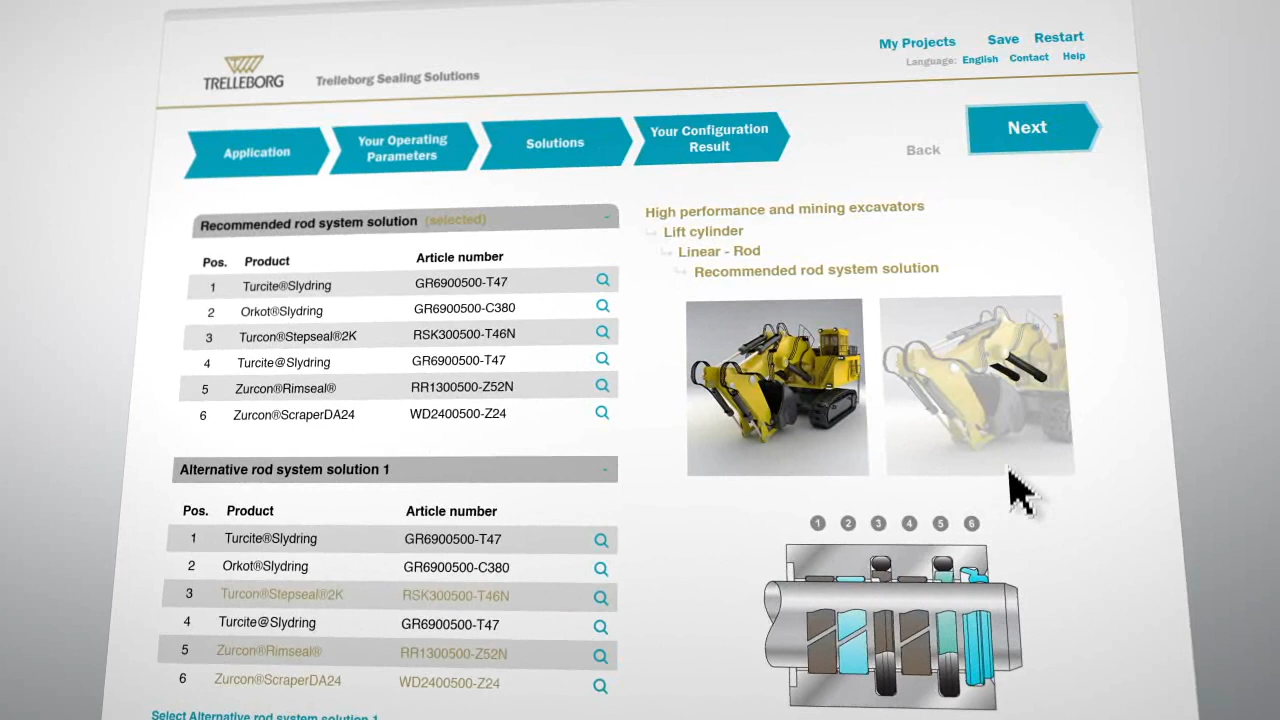 TRELLEBORG
Trelleborg Sealing Solutions
My Projects Save Restart
Language: English Contact Help
Application
Your Operating
Parameters
Solutions
Your Configuration
Result
Back
Next
Recommended rod system solution (selected) -
Pos. Product Article number
1 Turcite®Slydring GR6900500-T47
2 Orkot®Slydring GR6900500-C380
3 Turcon®Stepseal®2K RSK300500-T46N
4 Turcite@Slydring GR6900500-T47
5 Zurcon®Rimseal® RR1300500-Z52N
6 Zurcon®ScraperDA24 WD2400500-Z24
Alternative rod system solution 1 -
Pos. Product Article number
1 Turcite®Slydring GR6900500-T47
2 Orkot®Slydring GR6900500-C380
3 Turcon®Stepseal®2K RSK300500-T46N
4 Turcite@Slydring GR6900500-T47
5 Zurcon®Rimseal® RR1300500-Z52N
6 Zurcon®ScraperDA24 WD2400500-Z24
Select Alternative rod system solution 1
High performance and mining excavators
Lift cylinder
Linear - Rod
Recommended rod system solution
1 2 3 4 5 6